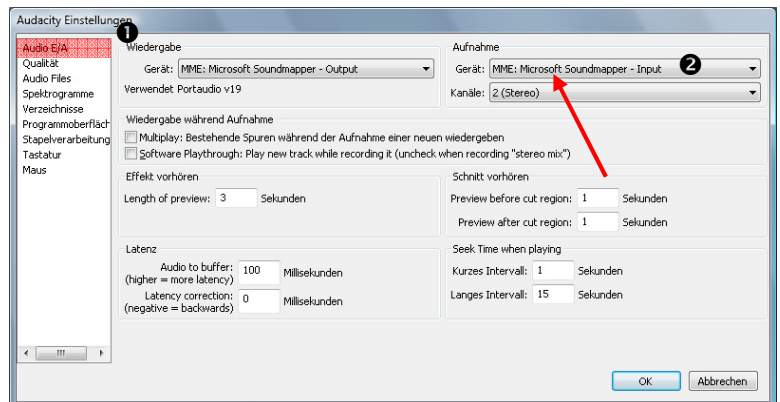 Audacity Einstellungen
❶
Audio E/A
Qualität
Audio Files
Spektrogramme
Verzeichnisse
Programmoberfläch
Stapelverarbeitung
Tastatur
Maus
Wiedergabe
Gerät: MME: Microsoft Soundmapper - Output
Verwendet Portaudio v19
Aufnahme
Gerät: MME: Microsoft Soundmapper - Input ❷
Kanäle: 2 (Stereo)
Wiedergabe während Aufnahme
Multiplay: Bestehende Spuren während der Aufnahme einer neuen wiedergeben
Software Playthrough: Play new track while recording it (uncheck when recording "stereo mix")
Effekt vorhören
Length of preview: 3 Sekunden
Schnitt vorhören
Preview before cut region: 1 Sekunden
Preview after cut region: 1 Sekunden
Latenz
Audio to buffer:
(higher = more latency) 100 Millisekunden
Latency correction:
(negative = backwards) 0 Millisekunden
Seek Time when playing
Kurzes Intervall: 1 Sekunden
Langes Intervall: 15 Sekunden
OK Abbrechen